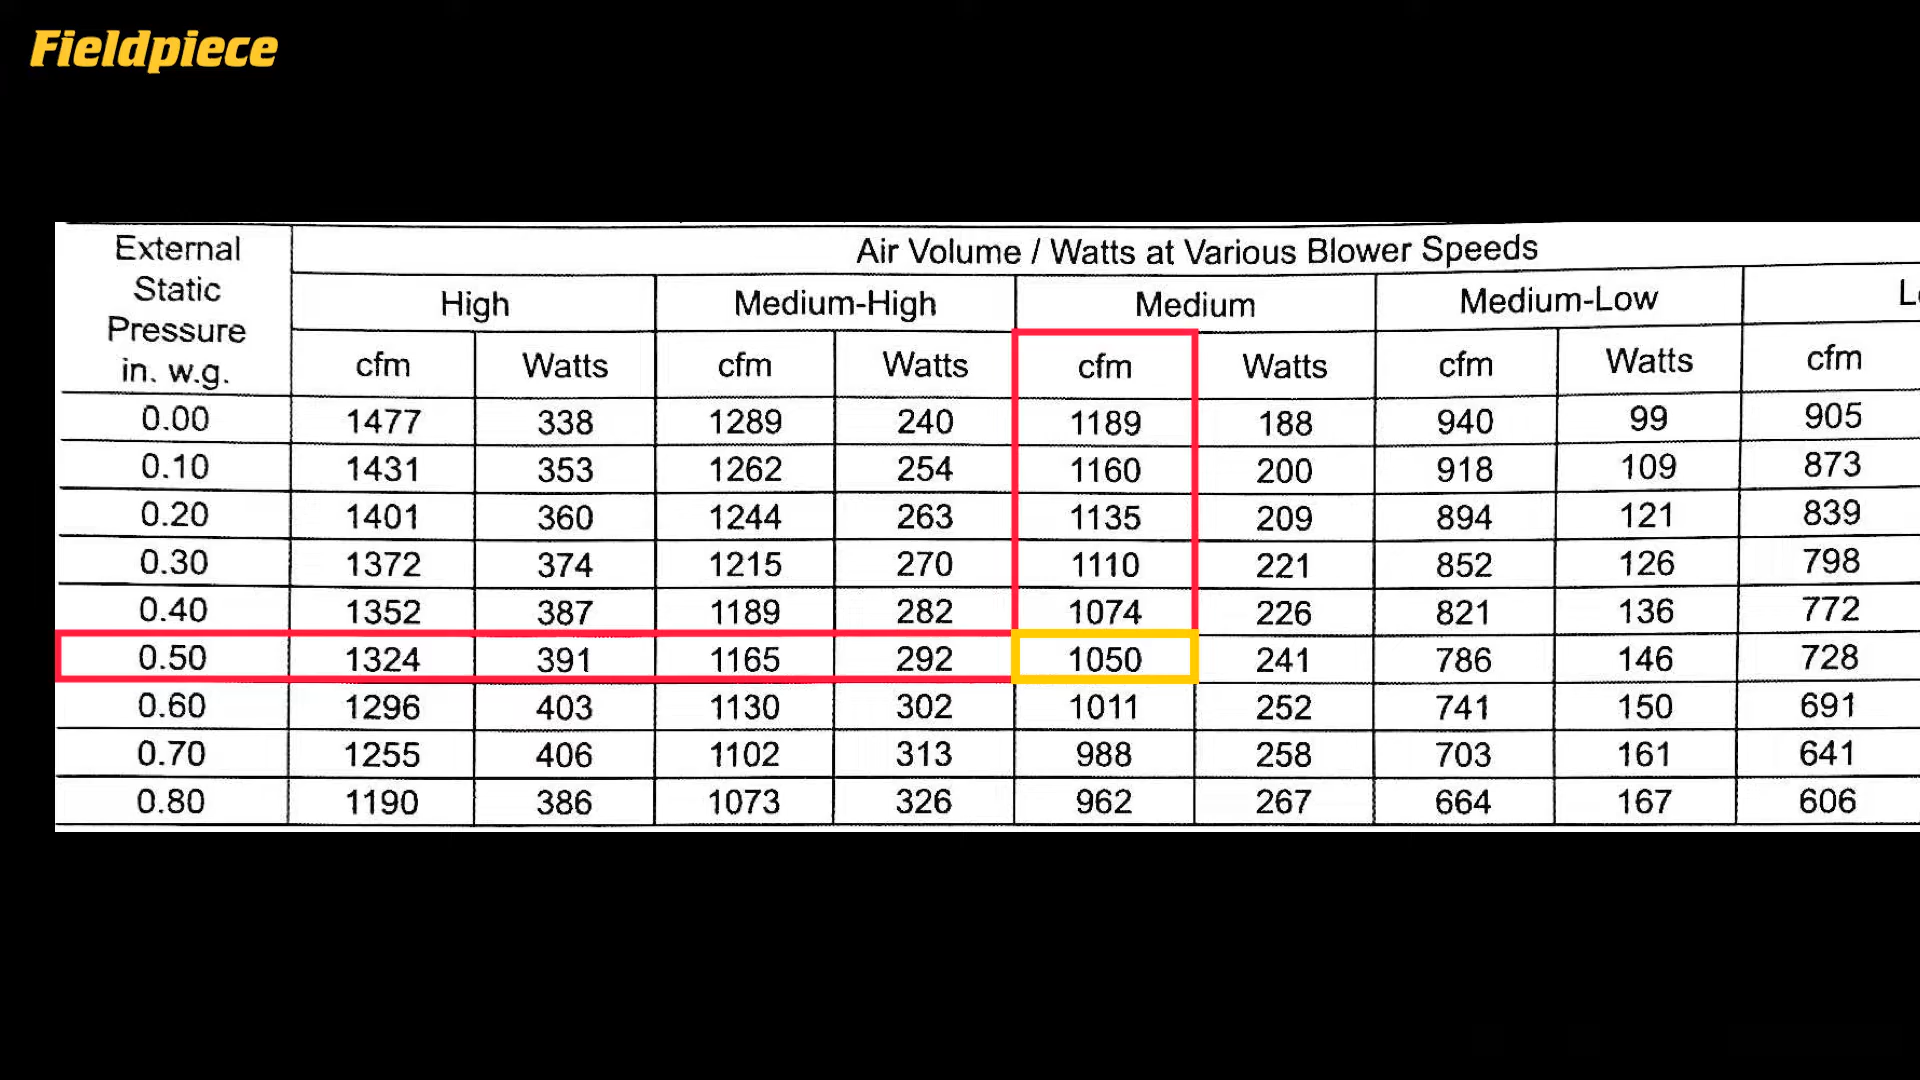 Fieldpiece
External Static Pressure in. w.g.
Air Volume / Watts at Various Blower Speeds
High Medium-High Medium Medium-Low
cfm Watts cfm Watts cfm Watts cfm Watts cfm
0.00 1477 338 1289 240 1189 188 940 99 905
0.10 1431 353 1262 254 1160 200 918 109 873
0.20 1401 360 1244 263 1135 209 894 121 839
0.30 1372 374 1215 270 1110 221 852 126 798
0.40 1352 387 1189 282 1074 226 821 136 772
0.50 1324 391 1165 292 1050 241 786 146 728
0.60 1296 403 1130 302 1011 252 741 150 691
0.70 1255 406 1102 313 988 258 703 161 641
0.80 1190 386 1073 326 962 267 664 167 606